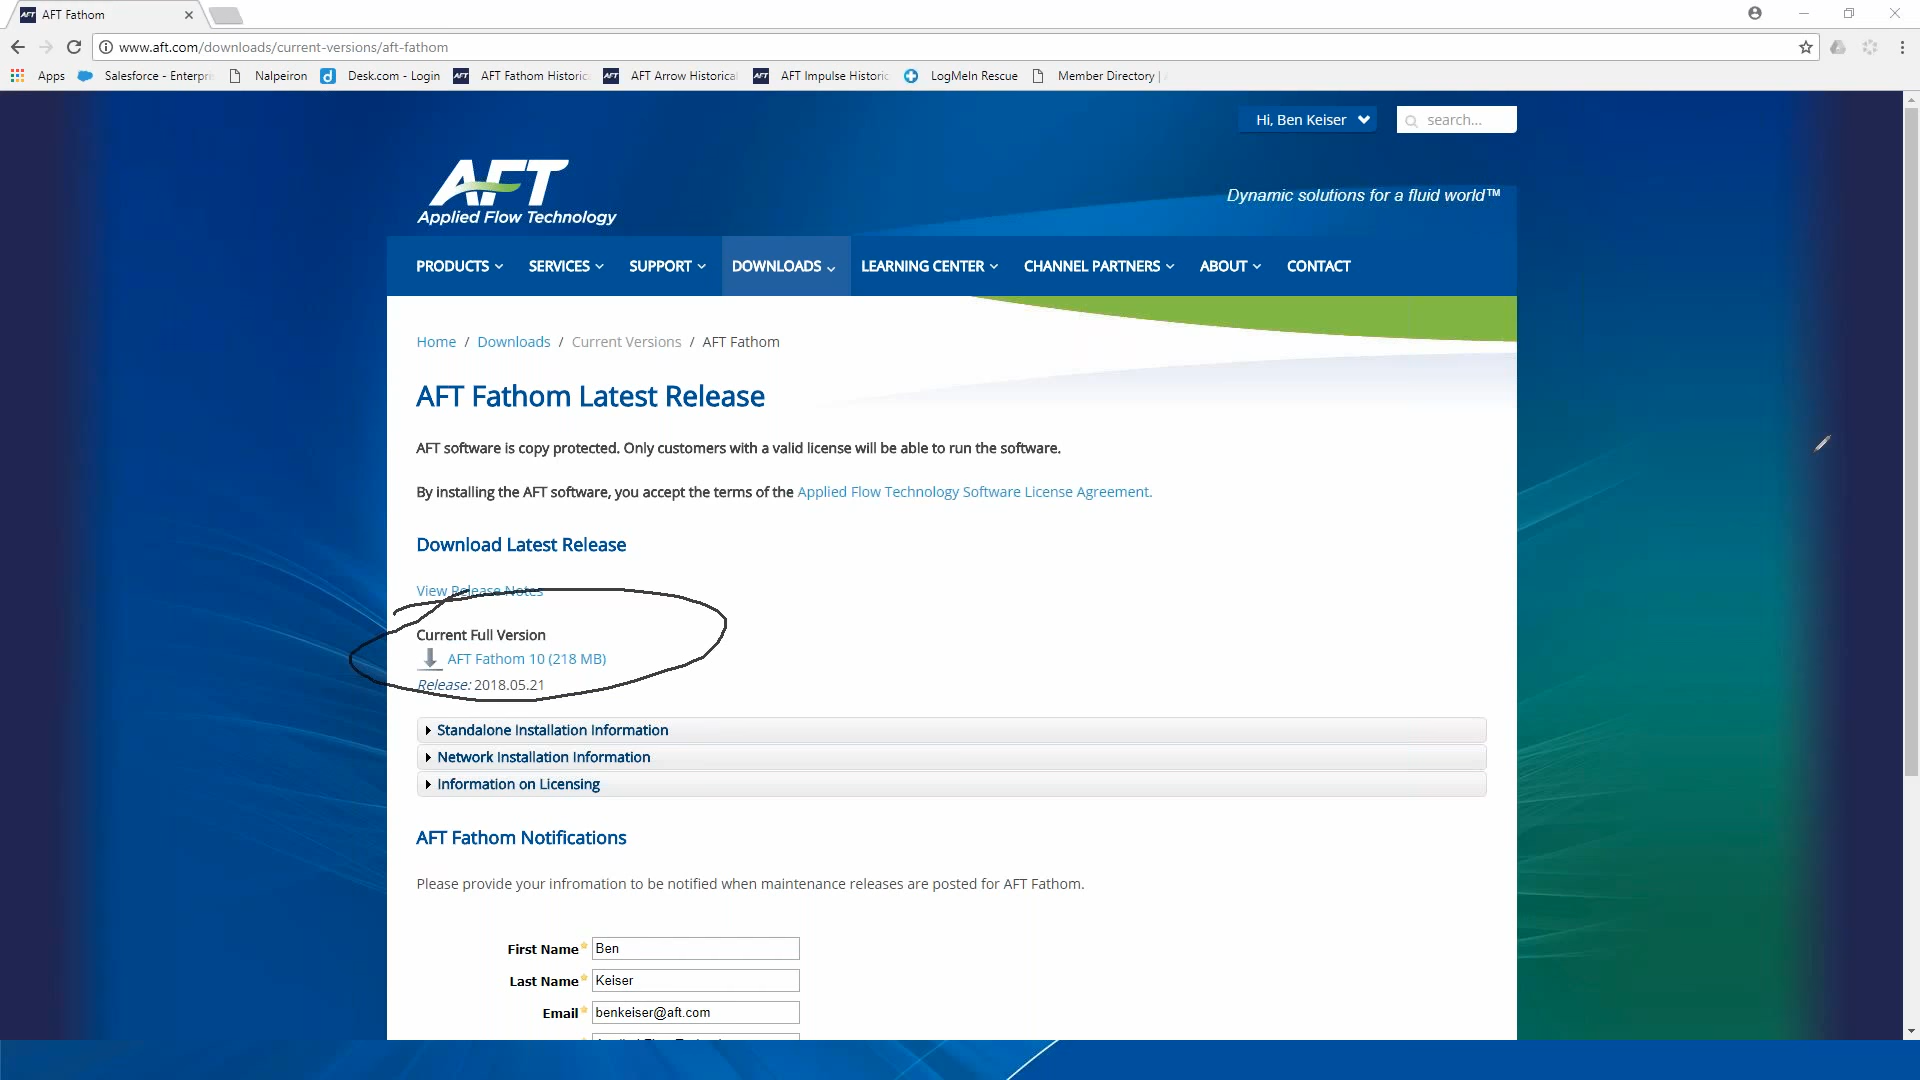 AFT AFT Fathom
www.aft.com/downloads/current-versions/aft-fathom
Apps Salesforce - Enterpri Nalpeiron d Desk.com - Login AFT AFT Fathom Historic AFT AFT Arrow Historical AFT AFT Impulse Historic LogMeIn Rescue Member Directory |
Hi, Ben Keiser search...
AFT
Applied Flow Technology
Dynamic solutions for a fluid world™
PRODUCTS SERVICES SUPPORT DOWNLOADS LEARNING CENTER CHANNEL PARTNERS ABOUT CONTACT
Home / Downloads / Current Versions / AFT Fathom
AFT Fathom Latest Release
AFT software is copy protected. Only customers with a valid license will be able to run the software.
By installing the AFT software, you accept the terms of the Applied Flow Technology Software License Agreement.
Download Latest Release
View Release Notes
Current Full Version
AFT Fathom 10 (218 MB)
Release: 2018.05.21
Standalone Installation Information
Network Installation Information
Information on Licensing
AFT Fathom Notifications
Please provide your infromation to be notified when maintenance releases are posted for AFT Fathom.
First Name* Ben
Last Name* Keiser
Email* benkeiser@aft.com